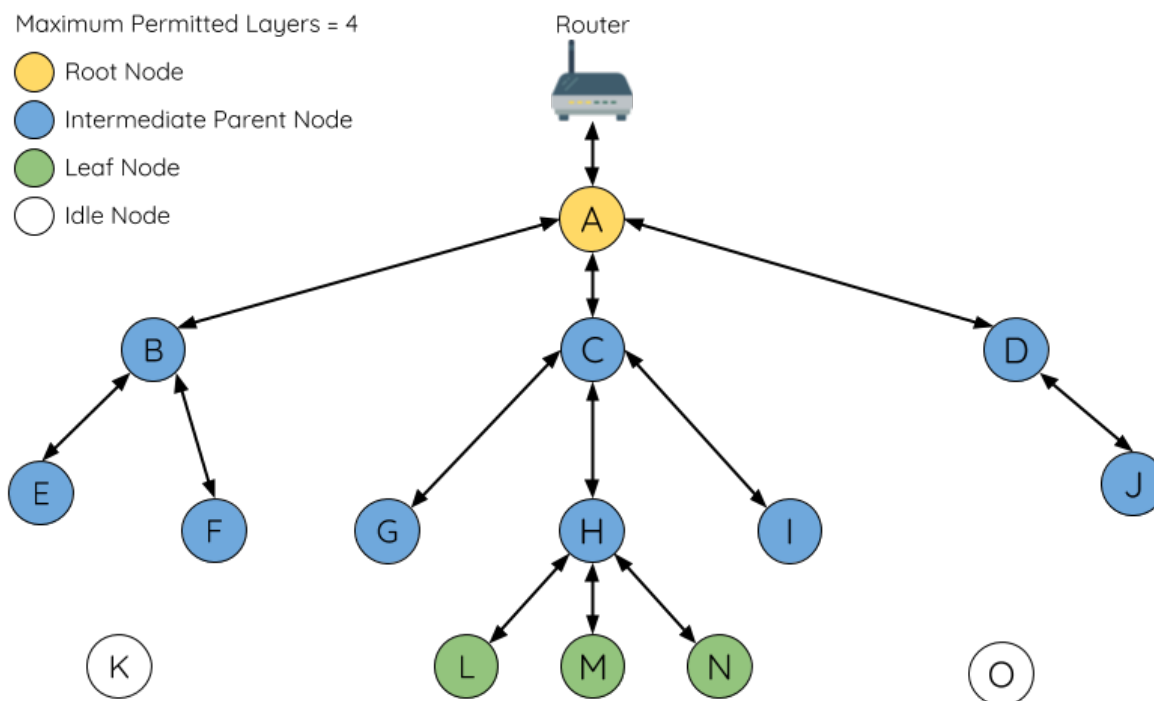 Maximum Permitted Layers = 4
Router
Root Node
Intermediate Parent Node
Leaf Node
Idle Node
A
B
C
D
E
F
G
H
I
J
K
L
M
N
O